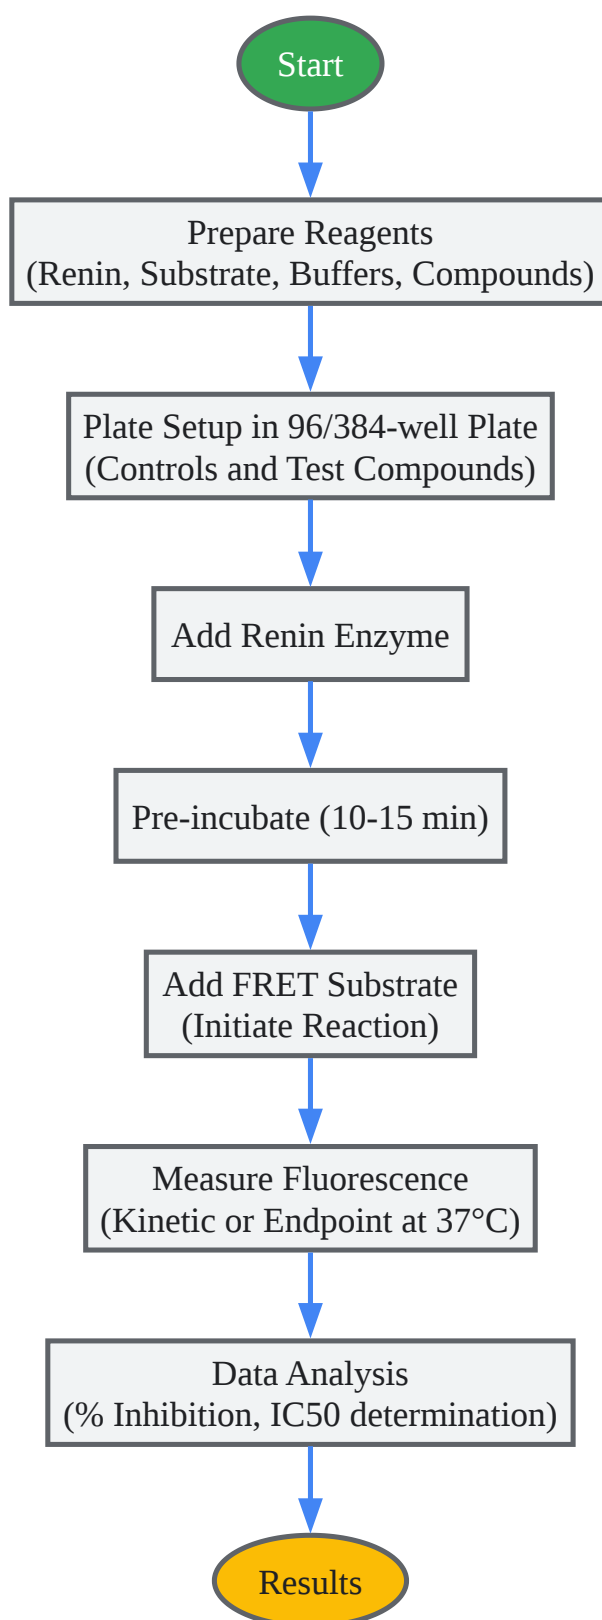 Start
Prepare Reagents
(Renin, Substrate, Buffers, Compounds)
Plate Setup in 96/384-well Plate
(Controls and Test Compounds)
Add Renin Enzyme
Pre-incubate (10-15 min)
Add FRET Substrate
(Initiate Reaction)
Measure Fluorescence
(Kinetic or Endpoint at 37°C)
Data Analysis
(% Inhibition, IC50 determination)
Results